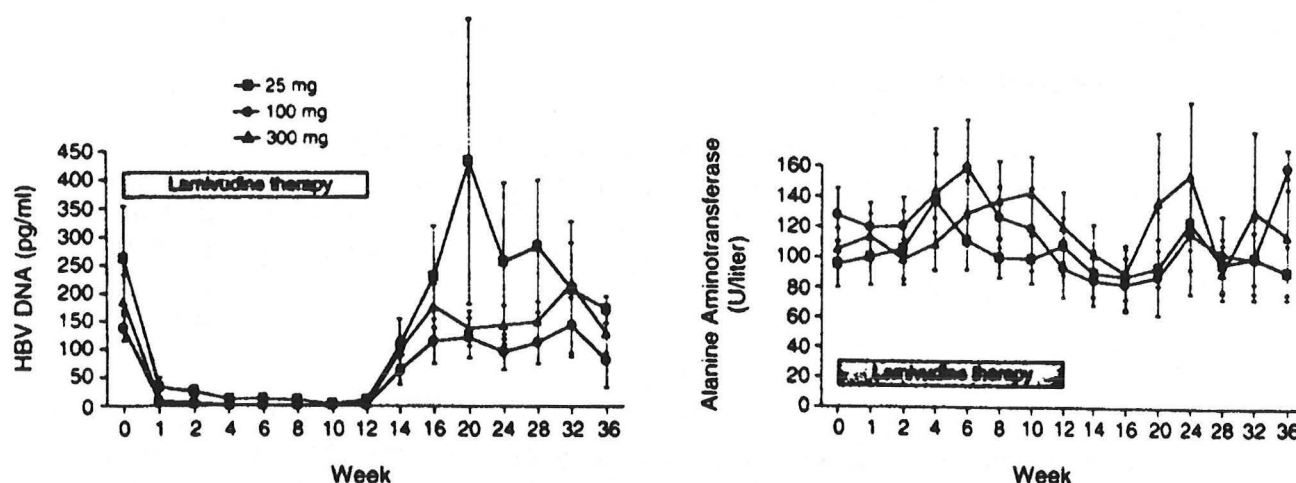 25 mg
100 mg
300 mg
HBV DNA (pg/ml)
450
400
350
300
250
200
150
100
50
0
Lamivudine therapy
0 1 2 4 6 8 10 12 14 16 20 24 28 32 36
Week
Alanine Aminotransferase
(U/liter)
160
140
120
100
80
60
40
20
0
Lamivudine therapy
0 1 2 4 6 8 10 12 14 16 20 24 28 32 36
Week